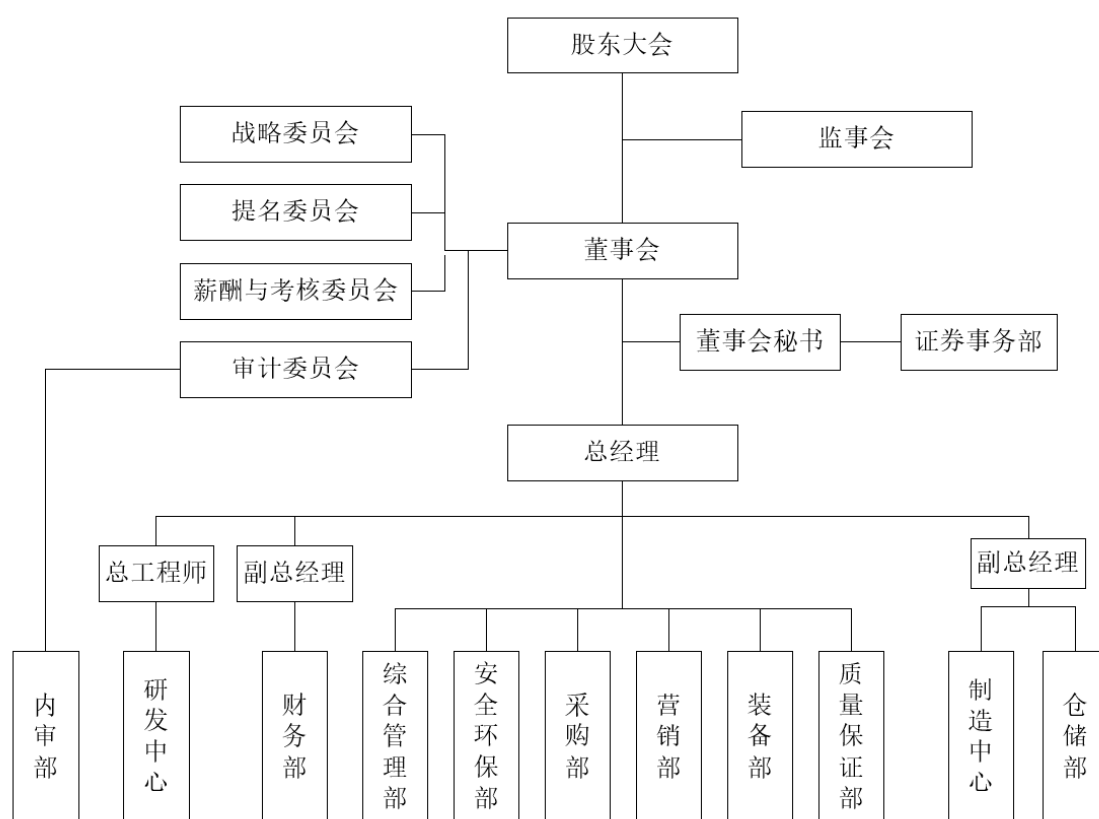 股东大会
战略委员会
监事会
提名委员会
董事会
薪酬与考核委员会
董事会秘书
证券事务部
审计委员会
总经理
总工程师
副总经理
副总经理
内审部
研发中心
财务部
综合管理部
安全环保部
采购部
营销部
装备部
质量保证部
制造中心
仓储部